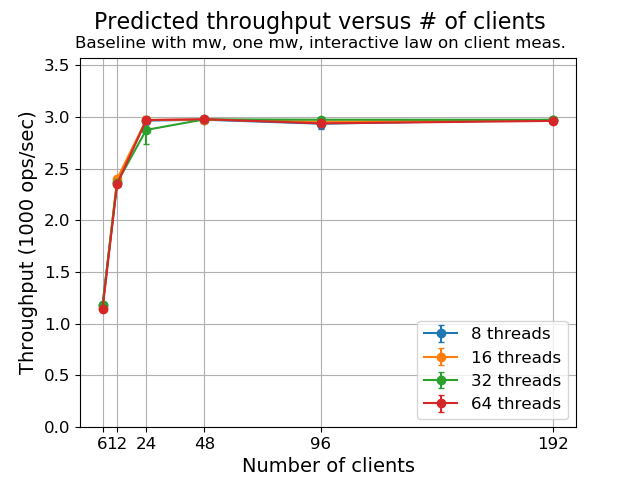 Predicted throughput versus # of clients
Baseline with mw, one mw, interactive law on client meas.
Throughput (1000 ops/sec)
3.5
3.0
2.5
2.0
1.5
1.0
0.5
0.0
6 12 24 48 96 192
Number of clients
8 threads
16 threads
32 threads
64 threads